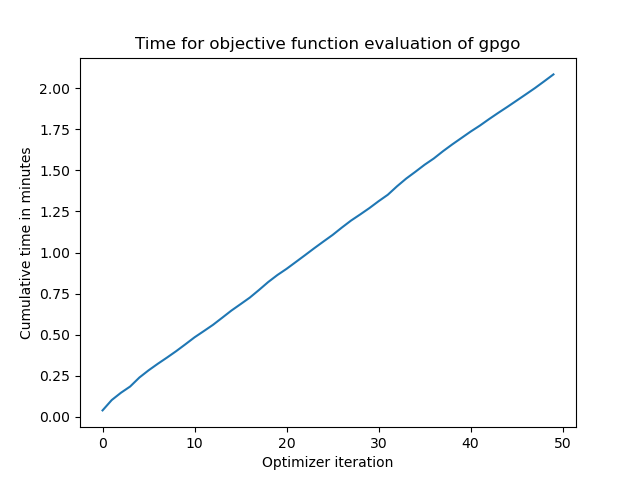 Time for objective function evaluation of gpgo
Cumulative time in minutes
2.00
1.75
1.50
1.25
1.00
0.75
0.50
0.25
0.00
0 10 20 30 40 50
Optimizer iteration